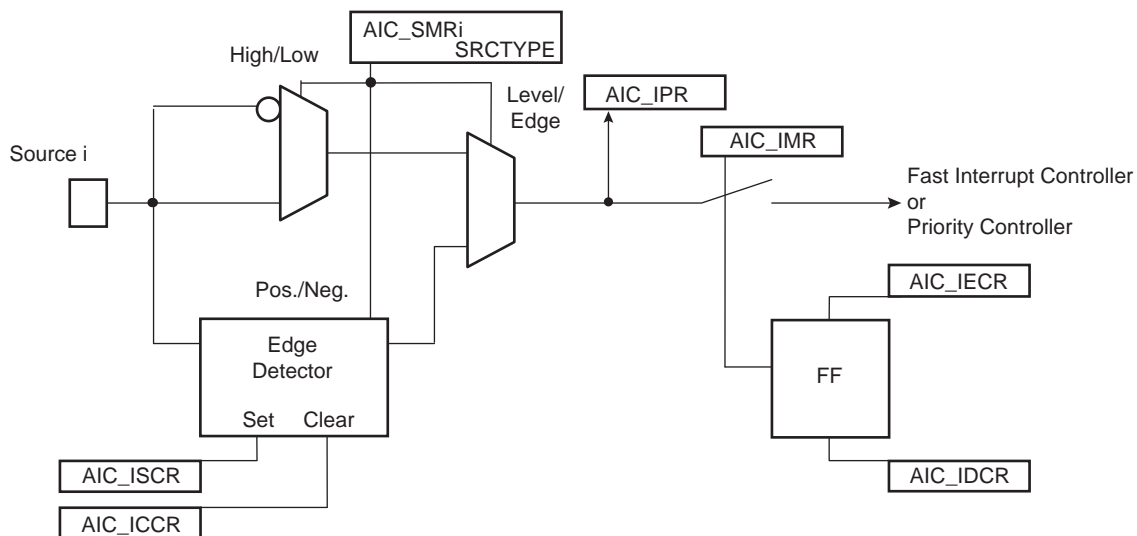 AIC_SMRi
SRCTYPE
High/Low
Level/
Edge
AIC_IPR
AIC_IMR
Source i
Fast Interrupt Controller
or
Priority Controller
Pos./Neg.
AIC_IECR
Edge
Detector
FF
Set Clear
AIC_ISCR
AIC_IDCR
AIC_ICCR